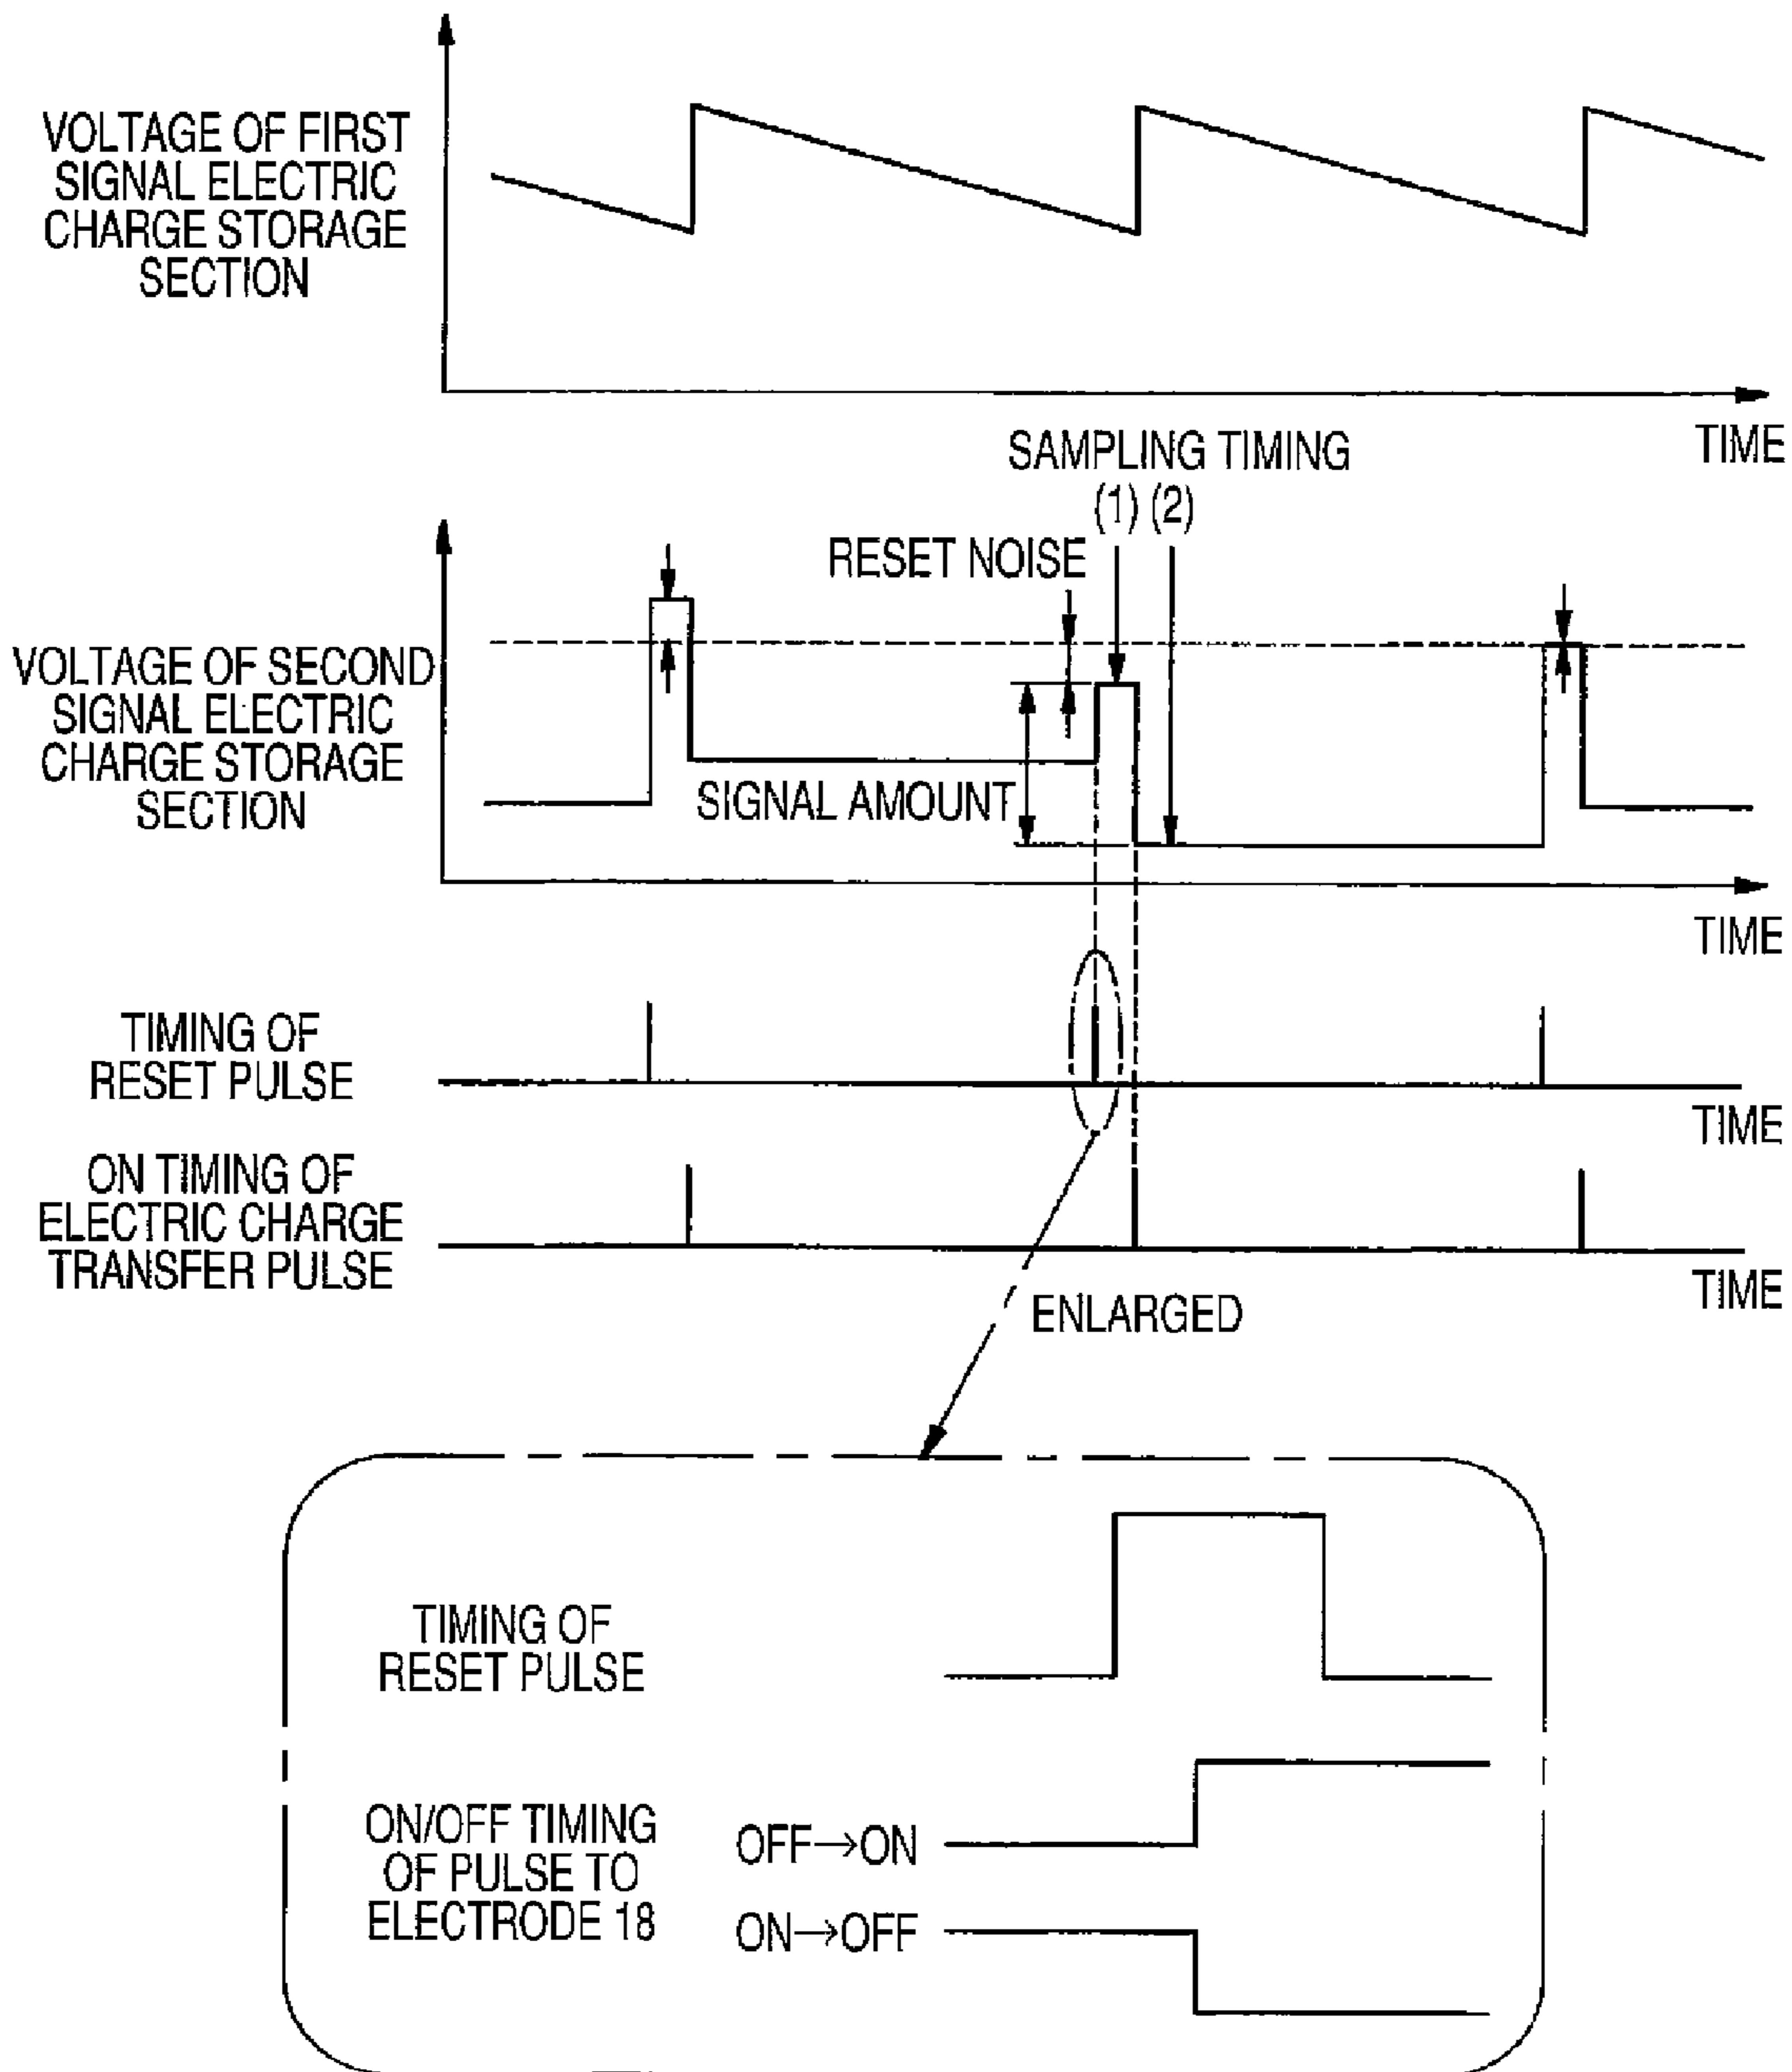 VOLTAGE OF FIRST
SIGNAL ELECTRIC
CHARGE STORAGE
SECTION
TIME
SAMPLING TIMING
(1) (2)
RESET NOISE
VOLTAGE OF SECOND
SIGNAL ELECTRIC
CHARGE STORAGE
SECTION
SIGNAL AMOUNT
TIME
TIMING OF
RESET PULSE
TIME
ON TIMING OF
ELECTRIC CHARGE
TRANSFER PULSE
TIME
ENLARGED
TIMING OF
RESET PULSE
ON/OFF TIMING
OF PULSE TO
ELECTRODE 18
OFF→ON
ON→OFF